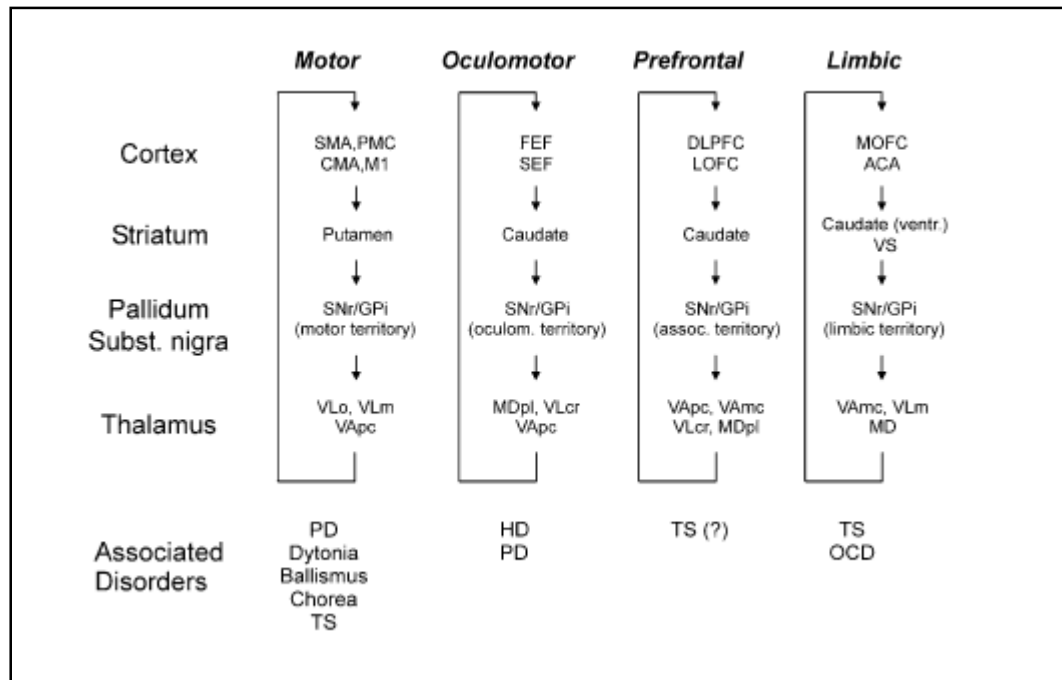 Motor Oculomotor Prefrontal Limbic
Cortex
SMA,PMC
CMA,M1
FEF
SEF
DLPFC
LOFC
MOFC
ACA
Striatum
Putamen
Caudate
Caudate
Caudate (ventr.)
VS
Pallidum
Subst. nigra
SNr/GPi
(motor territory)
SNr/GPi
(oculom. territory)
SNr/GPi
(assoc. territory)
SNr/GPi
(limbic territory)
Thalamus
VLo, VLm
VApc
MDpl, VLcr
VApc
VApc, VAmc
VLcr, MDpl
VAmc, VLm
MD
Associated
Disorders
PD
Dytonia
Ballismus
Chorea
TS
HD
PD
TS (?)
TS
OCD